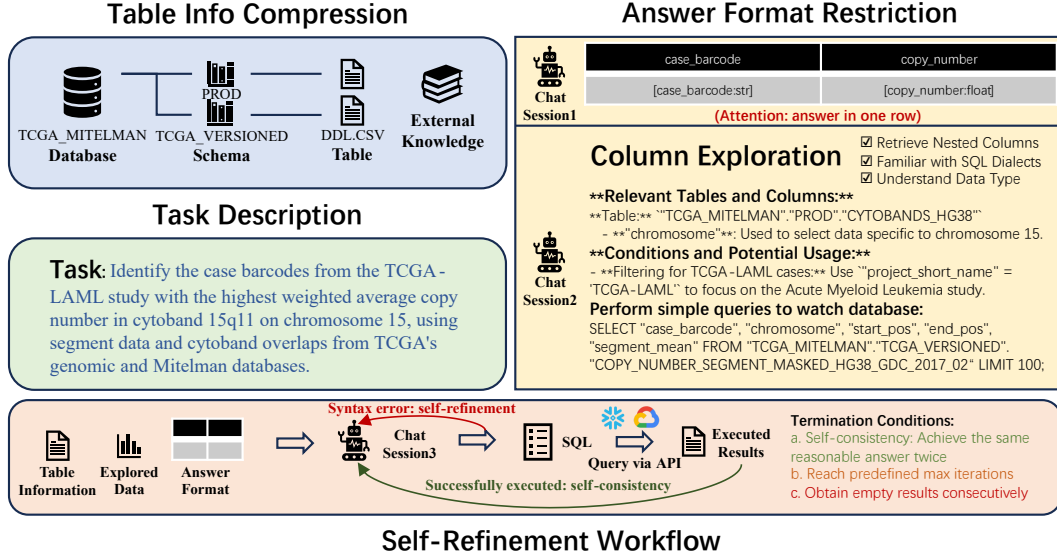 Table Info Compression
TCGA_MITELMAN
Database
PROD
TCGA_VERSIONED
Schema
DDL.CSV
Table
External
Knowledge
Task Description
Task: Identify the case barcodes from the TCGA-
LAML study with the highest weighted average copy
number in cytoband 15q11 on chromosome 15, using
segment data and cytoband overlaps from TCGA's
genomic and Mitelman databases.
Answer Format Restriction
Chat
Session1
case_barcode
copy_number
[case_barcode:str]
[copy_number:float]
(Attention: answer in one row)
Column Exploration
☑ Retrieve Nested Columns
☑ Familiar with SQL Dialects
☑ Understand Data Type
Chat
Session2
**Relevant Tables and Columns:**
**Table:** `"TCGA_MITELMAN"."PROD"."CYTOBANDS_HG38"`
- **"chromosome"**: Used to select data specific to chromosome 15.
**Conditions and Potential Usage:**
- **Filtering for TCGA-LAML cases:** Use `"project_short_name" =
'TCGA-LAML'` to focus on the Acute Myeloid Leukemia study.
Perform simple queries to watch database:
SELECT "case_barcode", "chromosome", "start_pos", "end_pos",
"segment_mean" FROM "TCGA_MITELMAN"."TCGA_VERSIONED".
"COPY_NUMBER_SEGMENT_MASKED_HG38_GDC_2017_02" LIMIT 100;
Table
Information
Explored
Data
Answer
Format
Syntax error: self-refinement
Chat
Session3
SQL
Query via API
Executed
Results
Successfully executed: self-consistency
Termination Conditions:
a. Self-consistency: Achieve the same
reasonable answer twice
b. Reach predefined max iterations
c. Obtain empty results consecutively
Self-Refinement Workflow